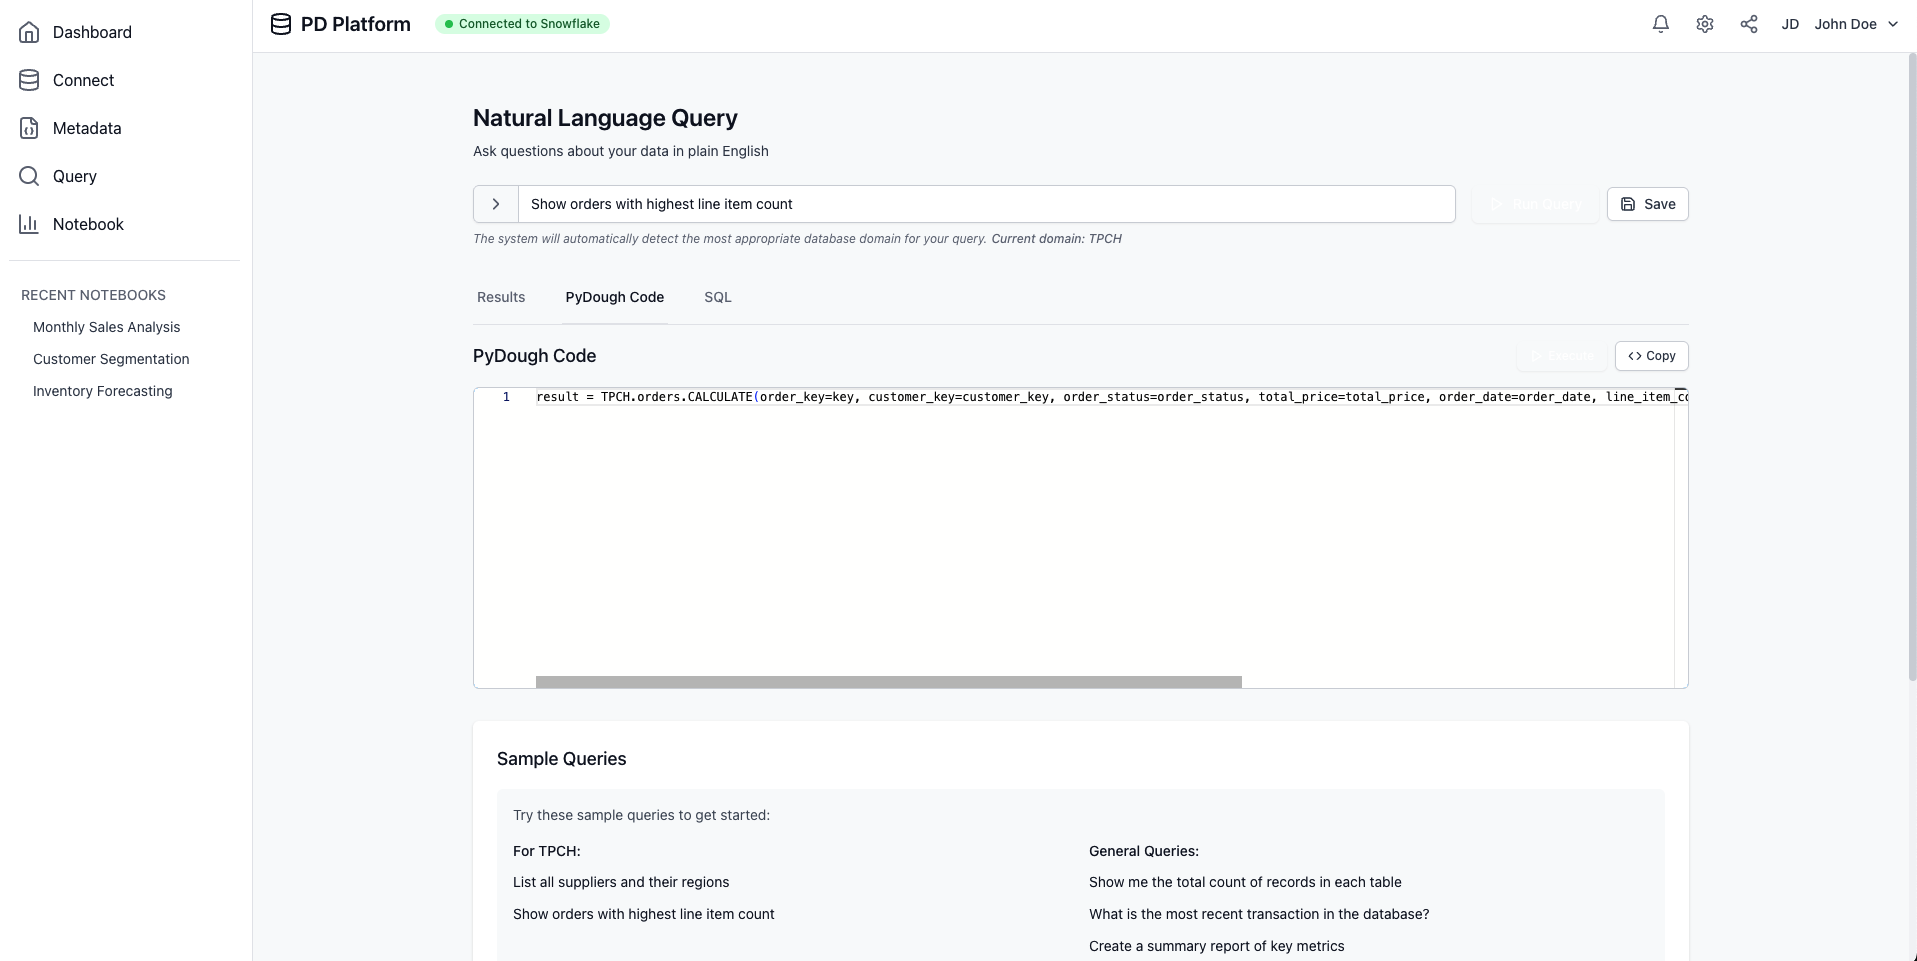 Dashboard
Connect
Metadata
Query
Notebook
RECENT NOTEBOOKS
Monthly Sales Analysis
Customer Segmentation
Inventory Forecasting
PD Platform
Connected to Snowflake
JD
John Doe
Natural Language Query
Ask questions about your data in plain English
Show orders with highest line item count
Run Query
Save
The system will automatically detect the most appropriate database domain for your query. Current domain: TPCH
Results
PyDough Code
SQL
PyDough Code
Execute
Copy
1 result = TPCH.orders.CALCULATE(order_key=key, customer_key=customer_key, order_status=order_status, total_price=total_price, order_date=order_date, line_item_co
Sample Queries
Try these sample queries to get started:
For TPCH:
List all suppliers and their regions
Show orders with highest line item count
General Queries:
Show me the total count of records in each table
What is the most recent transaction in the database?
Create a summary report of key metrics